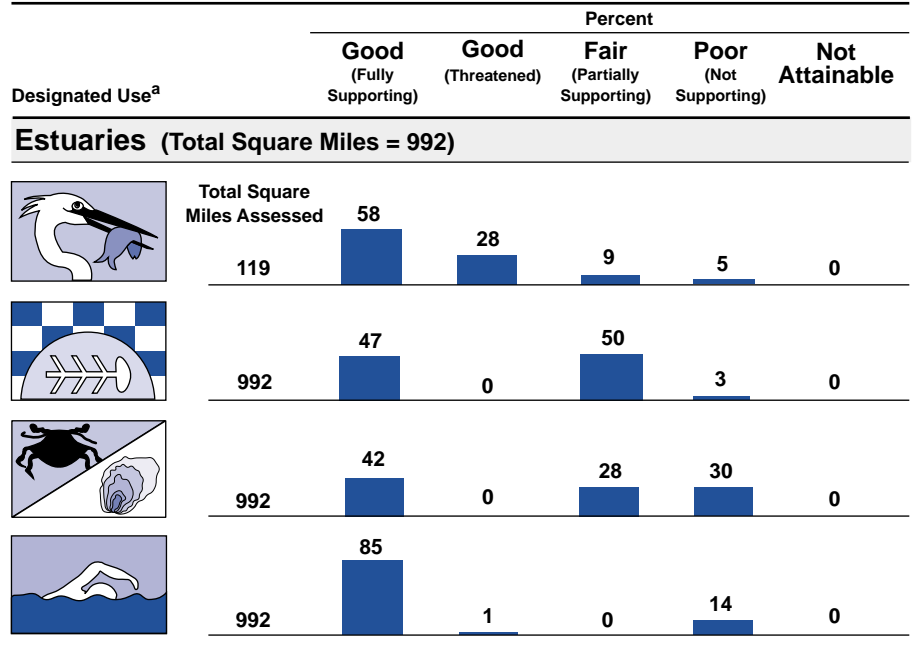 Percent
Good Good Fair Poor Not
(Fully (Threatened) (Partially (Not Attainable
Designated Useᵃ Supporting) Supporting) Supporting)
Estuaries (Total Square Miles = 992)
Total Square
Miles Assessed
58
28
9
5
119 0
47 50
992 0 3 0
42
28 30
992 0 0
85
14
992 1 0 0